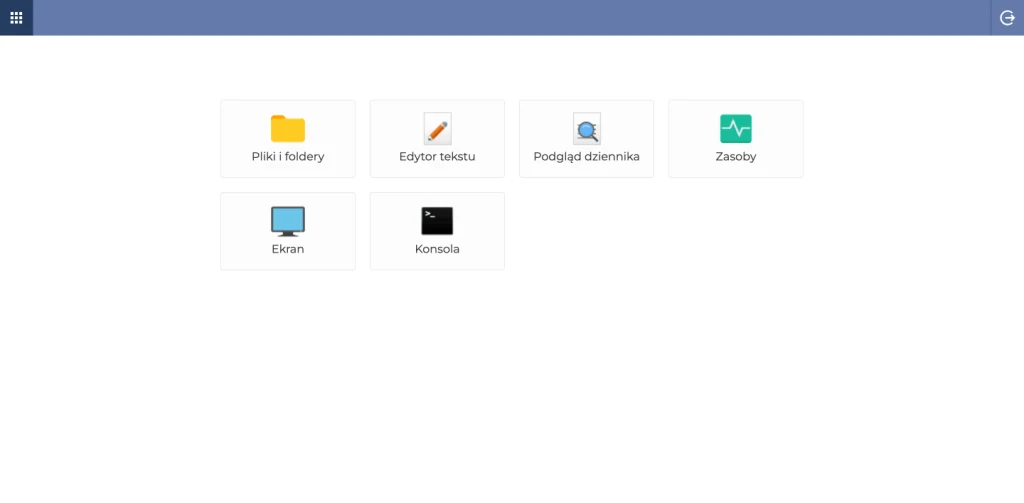 Pliki i foldery
Edytor tekstu
Podgląd dziennika
Zasoby
Ekran
>_
Konsola